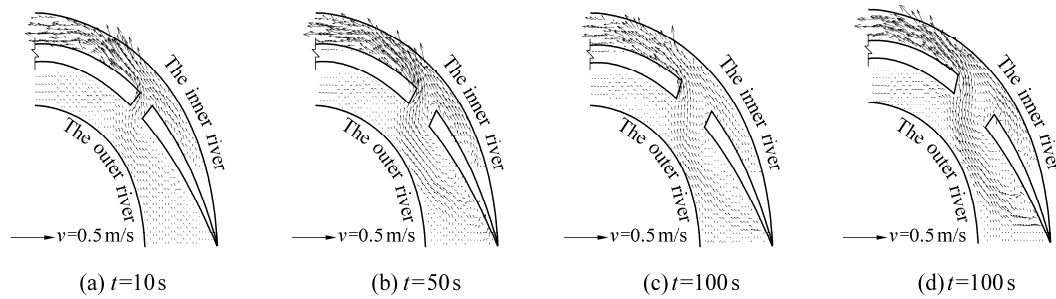 The inner river
The outer river
v=0.5 m/s
(a) t=10 s
The inner river
The outer river
v=0.5 m/s
(b) t=50 s
The inner river
The outer river
v=0.5 m/s
(c) t=100 s
The inner river
The outer river
v=0.5 m/s
(d) t=100 s